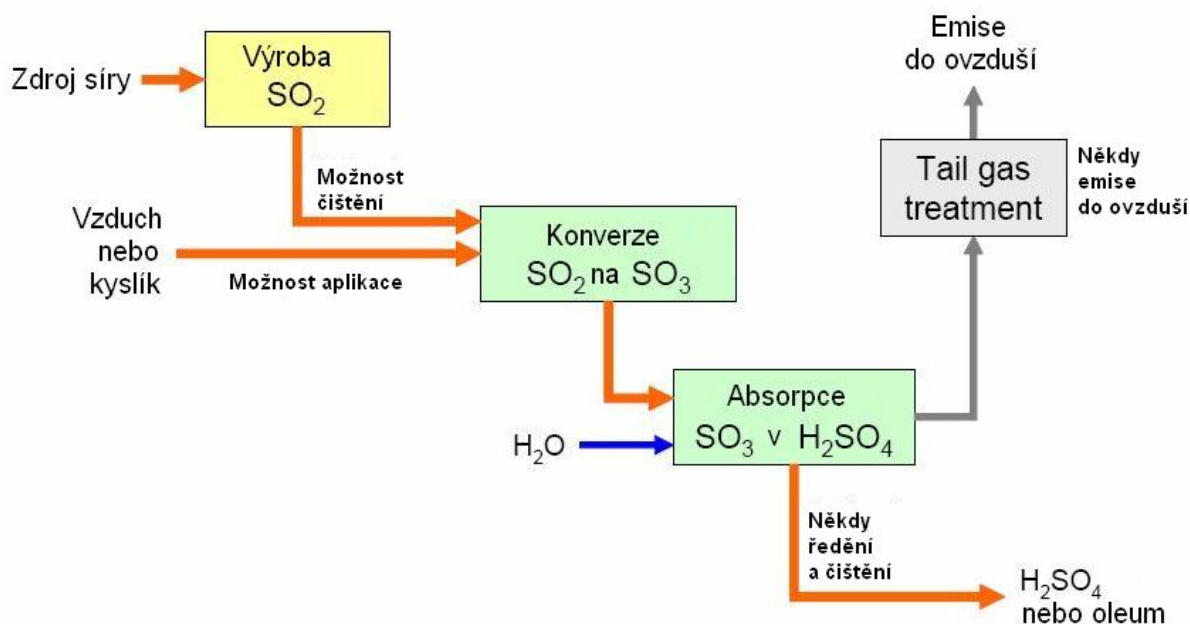 Zdroj síry
Výroba
SO₂
Možnost
čištění
Vzduch
nebo
kyslík
Možnost aplikace
Konverze
SO₂ na SO₃
H₂O
Absorpce
SO₃ v H₂SO₄
Někdy
ředění
a čištění
H₂SO₄
nebo oleum
Tail gas
treatment
Někdy
emise
do ovzduší
Emise
do ovzduší